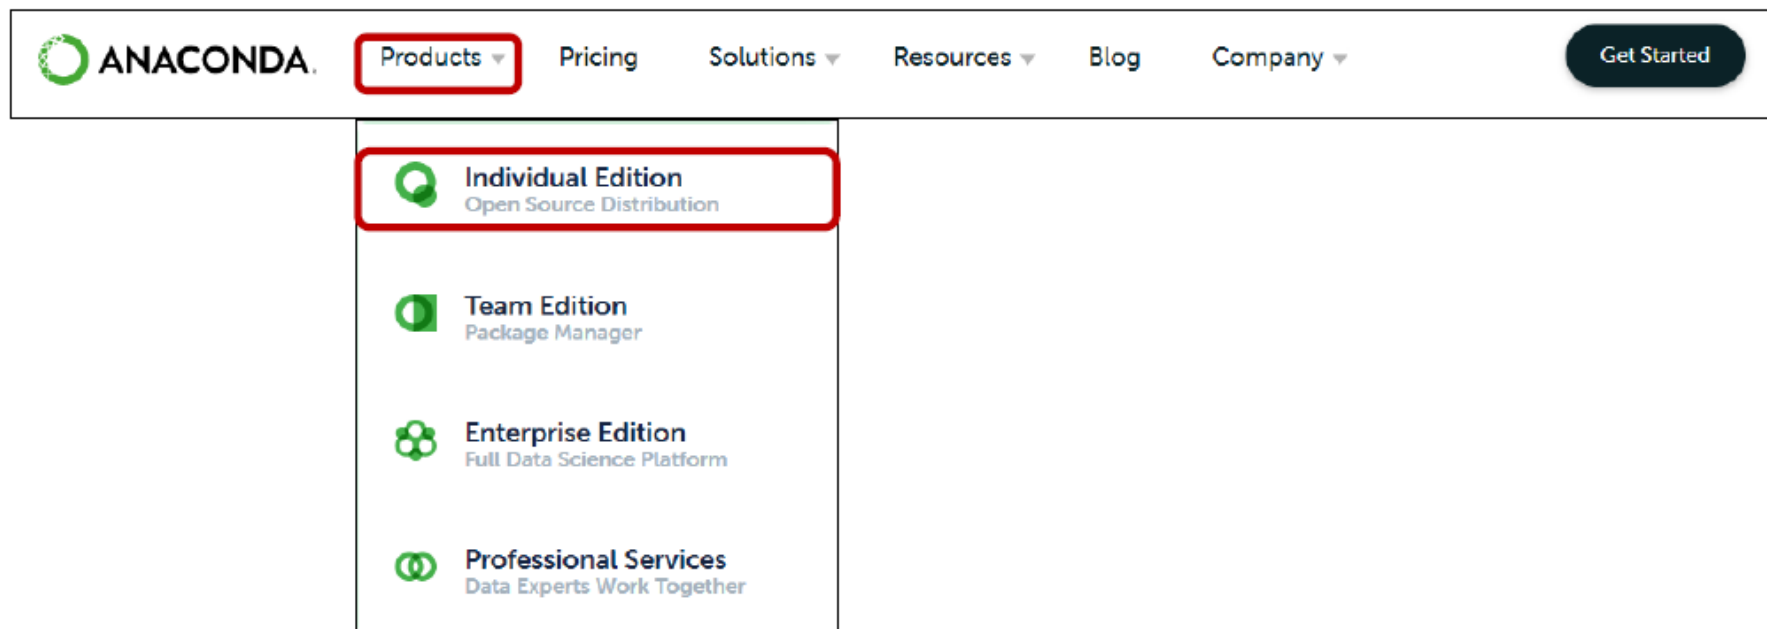 ANACONDA. Products Pricing Solutions Resources Blog Company Get Started
Individual Edition
Open Source Distribution
Team Edition
Package Manager
Enterprise Edition
Full Data Science Platform
Professional Services
Data Experts Work Together